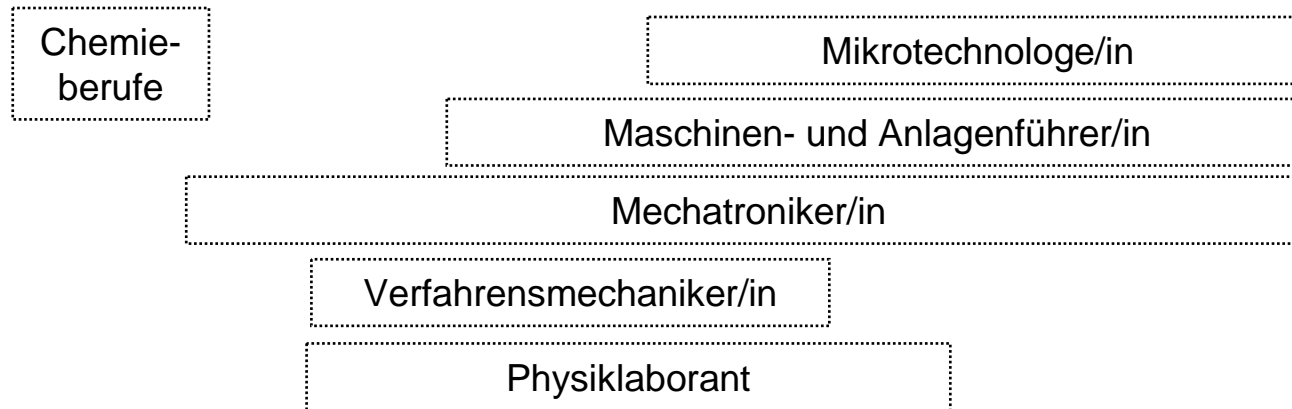 Chemie-
berufe
Mikrotechnologe/in
Maschinen- und Anlagenführer/in
Mechatroniker/in
Verfahrensmechaniker/in
Physiklaborant